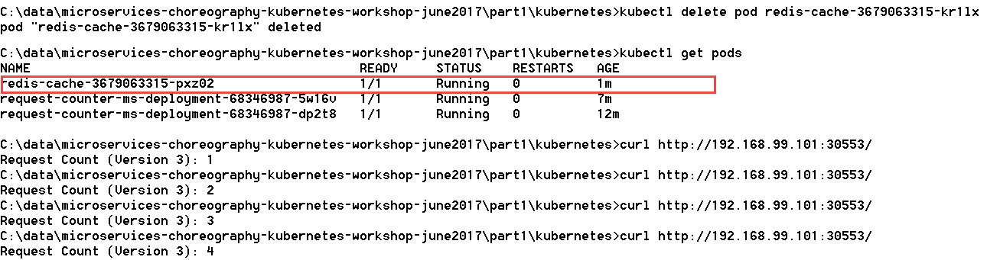 C:\data\microservices-choreography-kubernetes-workshop-june2017\part1\kubernetes>kubectl delete pod redis-cache-3679063315-kr1lx
pod "redis-cache-3679063315-kr1lx" deleted
C:\data\microservices-choreography-kubernetes-workshop-june2017\part1\kubernetes>kubectl get pods
NAME READY STATUS RESTARTS AGE
redis-cache-3679063315-pxz02 1/1 Running 0 1m
request-counter-ms-deployment-68346987-5w16v 1/1 Running 0 7m
request-counter-ms-deployment-68346987-dp2t8 1/1 Running 0 12m
C:\data\microservices-choreography-kubernetes-workshop-june2017\part1\kubernetes>curl http://192.168.99.101:30553/
Request Count (Version 3): 1
C:\data\microservices-choreography-kubernetes-workshop-june2017\part1\kubernetes>curl http://192.168.99.101:30553/
Request Count (Version 3): 2
C:\data\microservices-choreography-kubernetes-workshop-june2017\part1\kubernetes>curl http://192.168.99.101:30553/
Request Count (Version 3): 3
C:\data\microservices-choreography-kubernetes-workshop-june2017\part1\kubernetes>curl http://192.168.99.101:30553/
Request Count (Version 3): 4